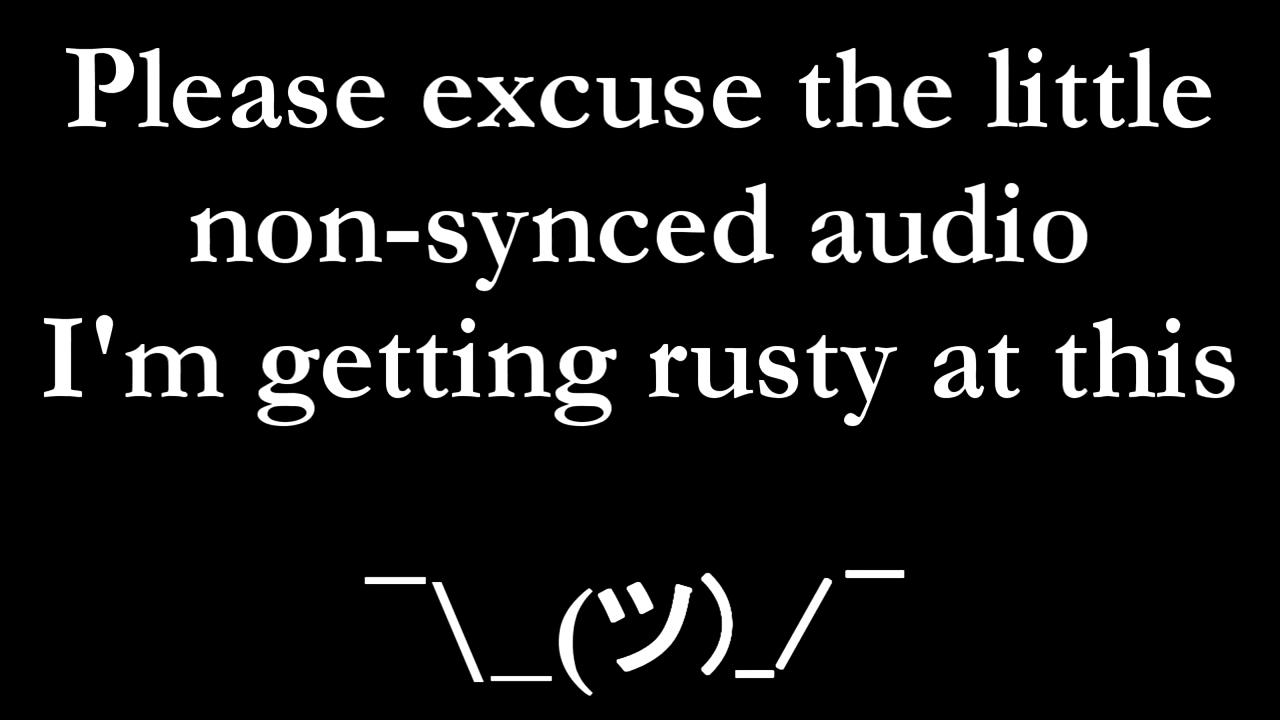 Please excuse the little
non-synced audio
I'm getting rusty at this
¯\_(ツ)_/¯